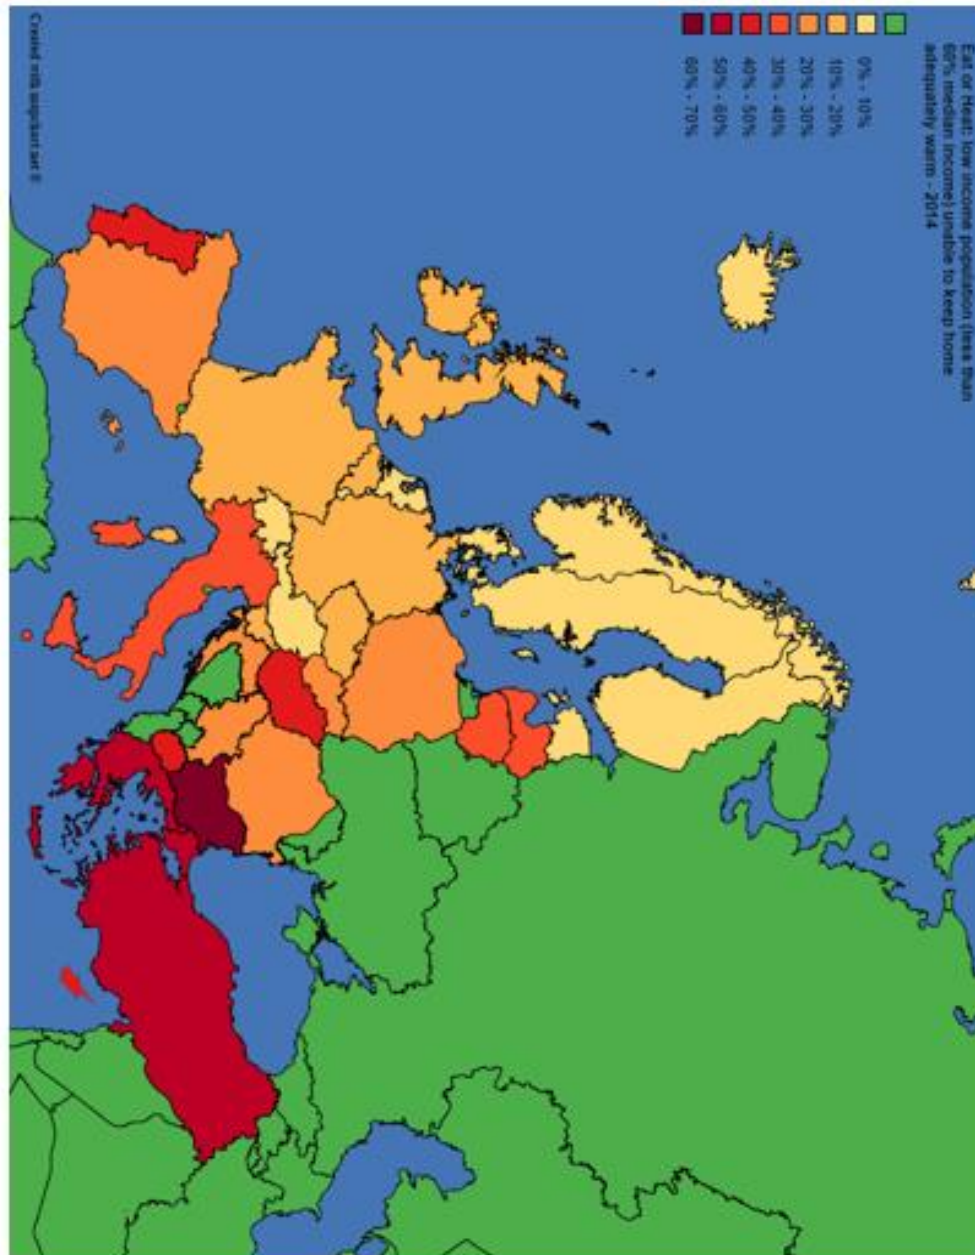 Eat or Heat: low income population (less than
60% median income) unable to keep home
adequately warm - 2014
0% - 10%
10% - 20%
20% - 30%
30% - 40%
40% - 50%
50% - 60%
60% - 70%
Created with mapchart.net ©